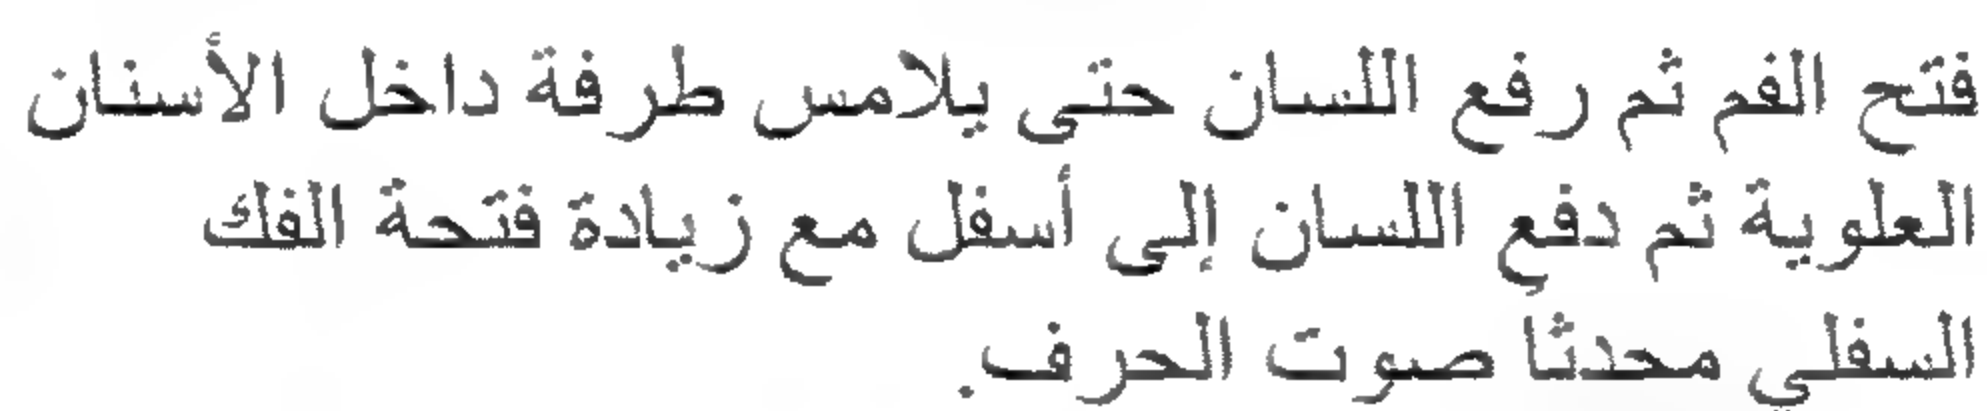 فتح الفم ثم رفع اللسان حتى يلامس طرفة داخل الأسنان
العلوية ثم دفعِ اللسان إلى أسفل مع زيادة فتحة الفك
السفلي محدثاً صوت الحرف.